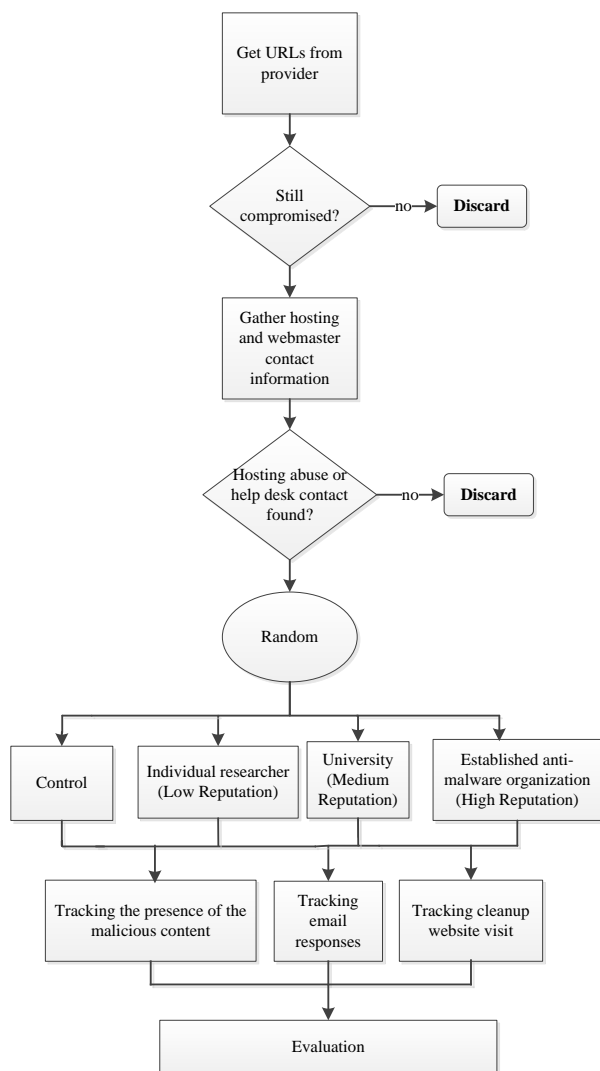 Get URLs from
provider
Still
compromised?
no
Discard
Gather hosting
and webmaster
contact
information
Hosting abuse or
help desk contact
found?
no
Discard
Random
Control
Individual researcher
(Low Reputation)
University
(Medium
Reputation)
Established anti-
malware organization
(High Reputation)
Tracking the presence of the
malicious content
Tracking
email
responses
Tracking cleanup
website visit
Evaluation